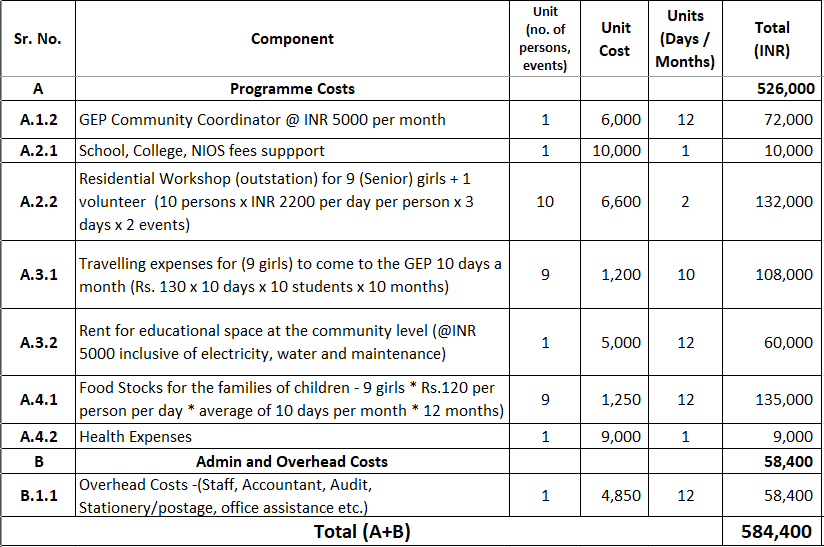 Sr. No. Component Unit (no. of persons, events) Unit Cost Units (Days / Months) Total (INR)
A Programme Costs 526,000
A.1.2 GEP Community Coordinator @ INR 5000 per month 1 6,000 12 72,000
A.2.1 School, College, NIOS fees suppport 1 10,000 1 10,000
A.2.2 Residential Workshop (outstation) for 9 (Senior) girls + 1
volunteer (10 persons x INR 2200 per day per person x 3
days x 2 events) 10 6,600 2 132,000
A.3.1 Travelling expenses for (9 girls) to come to the GEP 10 days a
month (Rs. 130 x 10 days x 10 students x 10 months) 9 1,200 10 108,000
A.3.2 Rent for educational space at the community level (@INR
5000 inclusive of electricity, water and maintenance) 1 5,000 12 60,000
A.4.1 Food Stocks for the families of children - 9 girls * Rs.120 per
person per day * average of 10 days per month * 12 months) 9 1,250 12 135,000
A.4.2 Health Expenses 1 9,000 1 9,000
B Admin and Overhead Costs 58,400
B.1.1 Overhead Costs -(Staff, Accountant, Audit,
Stationery/postage, office assistance etc.) 1 4,850 12 58,400
Total (A+B) 584,400